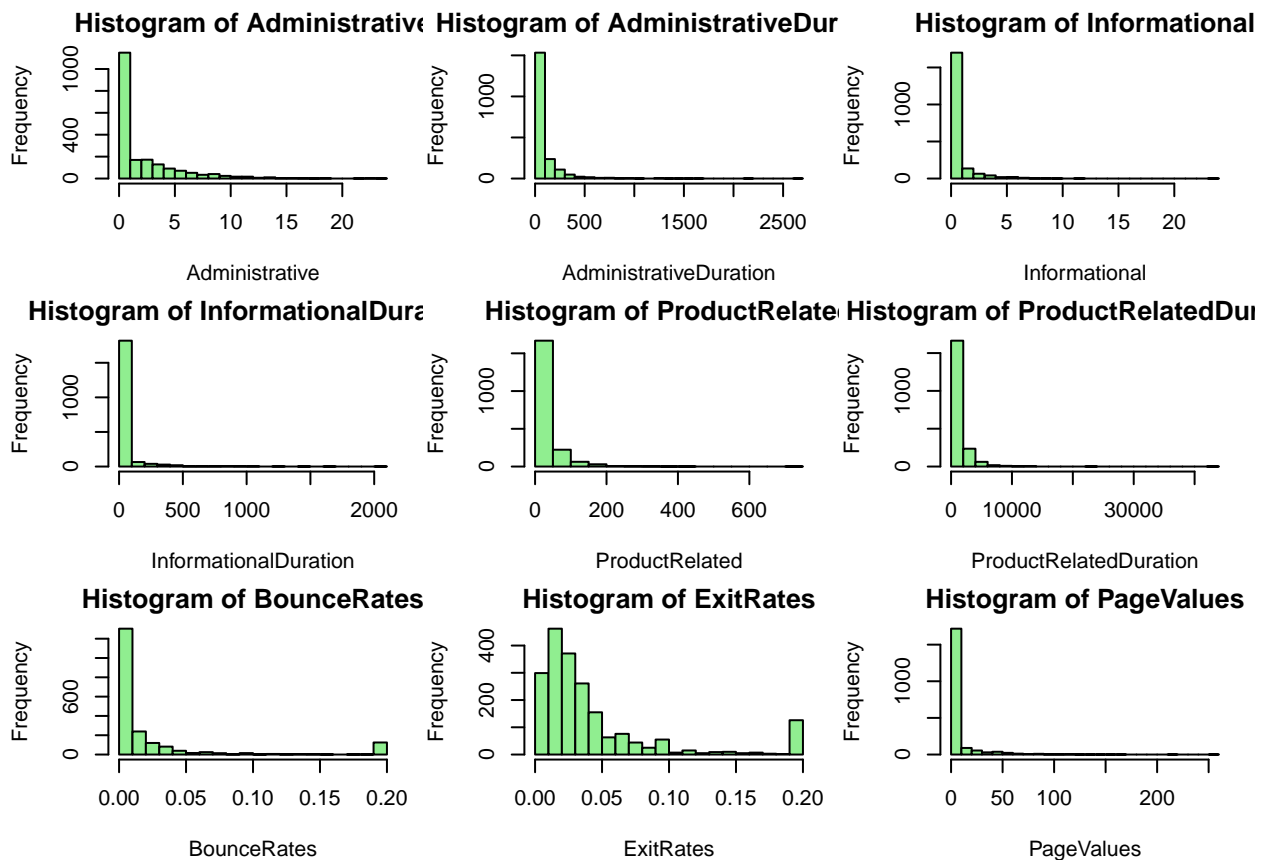 Histogram of Administrative
Histogram of AdministrativeDur
Histogram of Informational
Frequency
0 400 1000
0 5 10 15 20
Administrative
Frequency
0 1000
0 500 1500 2500
AdministrativeDuration
Frequency
0 1000
0 5 10 15 20
Informational
Histogram of InformationalDura
Histogram of ProductRelated
Histogram of ProductRelatedDur
Frequency
0 1000
0 500 1000 2000
InformationalDuration
Frequency
0 1000
0 200 400 600
ProductRelated
Frequency
0 1000
0 10000 30000
ProductRelatedDuration
Histogram of BounceRates
Histogram of ExitRates
Histogram of PageValues
Frequency
0 600
0.00 0.05 0.10 0.15 0.20
BounceRates
Frequency
0 200 400
0.00 0.05 0.10 0.15 0.20
ExitRates
Frequency
0 1000
0 50 100 200
PageValues